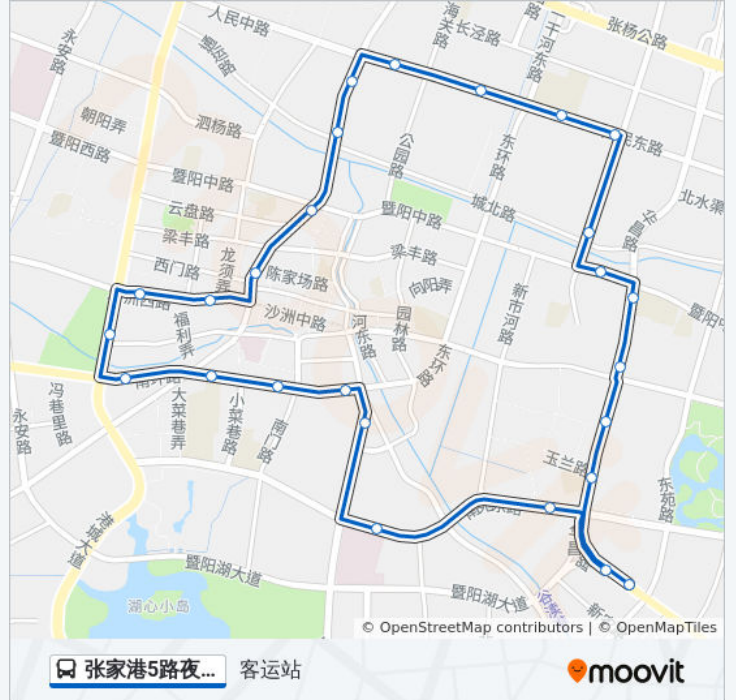 人民中路
海关路
长泾路
二干河东路
张杨公路
永安路
泗杨路
朝阳弄
暨阳西路
暨阳中路
公园路
东环路
民东路
云盘路
暨阳中路
城北路
北水渠
华昌路
梁丰路
西门路
龙须弄
陈家场路
梁丰路
向阳弄
新市河路
沙洲中路
福利弄
河东路
园林路
东环路
冯巷里路
永安路
大菜巷弄
小菜巷路
南门路
玉兰路
东苑路
港城大道
暨阳湖大道
湖心小岛
暨阳湖大道
© OpenStreetMap contributors | © OpenMapTiles
张家港5路夜... 客运站
moovit